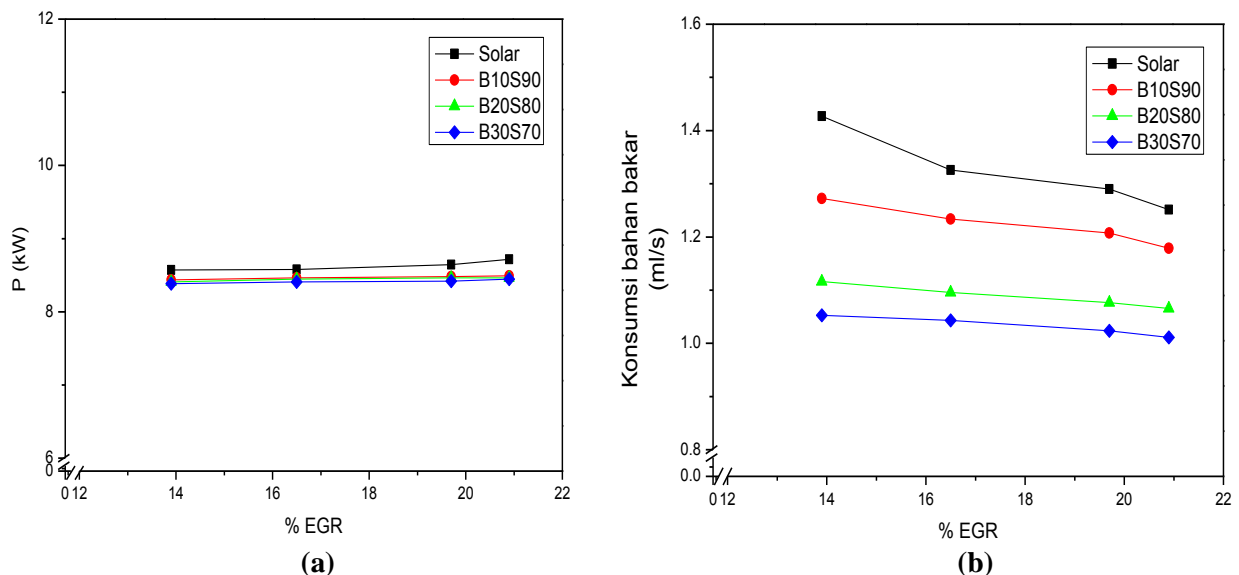 12
10
8
6
0
P (kW)
Solar
B10S90
B20S80
B30S70
0 12 14 16 18 20 22
% EGR
(a)
1.6
1.4
1.2
1.0
0.8
0.0
Konsumsi bahan bakar
(ml/s)
Solar
B10S90
B20S80
B30S70
0 12 14 16 18 20 22
% EGR
(b)